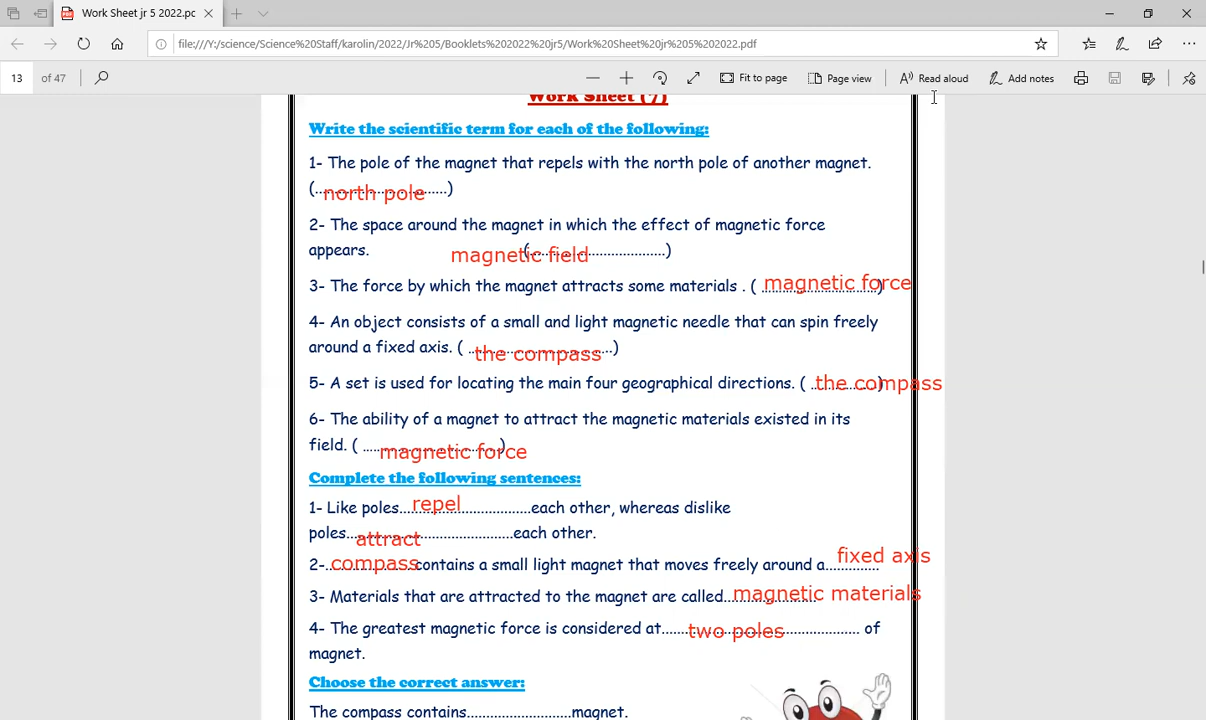 Work Sheet jr 5 2022.pc
file:///Y:/science/Science%20Staff/karolin/2022/Jr%205/Booklets%202022%20jr5/Work%20Sheet%20jr%205%202022.pdf
13 of 47 Fit to page Page view Read aloud Add notes
Work Sheet (7)
Write the scientific term for each of the following:
1- The pole of the magnet that repels with the north pole of another magnet.
(north pole)
2- The space around the magnet in which the effect of magnetic force
appears. magnetic field (..............................)
3- The force by which the magnet attracts some materials . ( magnetic force )
4- An object consists of a small and light magnetic needle that can spin freely
around a fixed axis. ( the compass )
5- A set is used for locating the main four geographical directions. ( the compass )
6- The ability of a magnet to attract the magnetic materials existed in its
field. ( magnetic force )
Complete the following sentences:
1- Like poles...repel...............each other, whereas dislike
poles.attract......................each other.
2-.compass contains a small light magnet that moves freely around a fixed axis
3- Materials that are attracted to the magnet are called magnetic materials
4- The greatest magnetic force is considered at.....two poles............... of
magnet.
Choose the correct answer:
The compass contains.........................magnet.